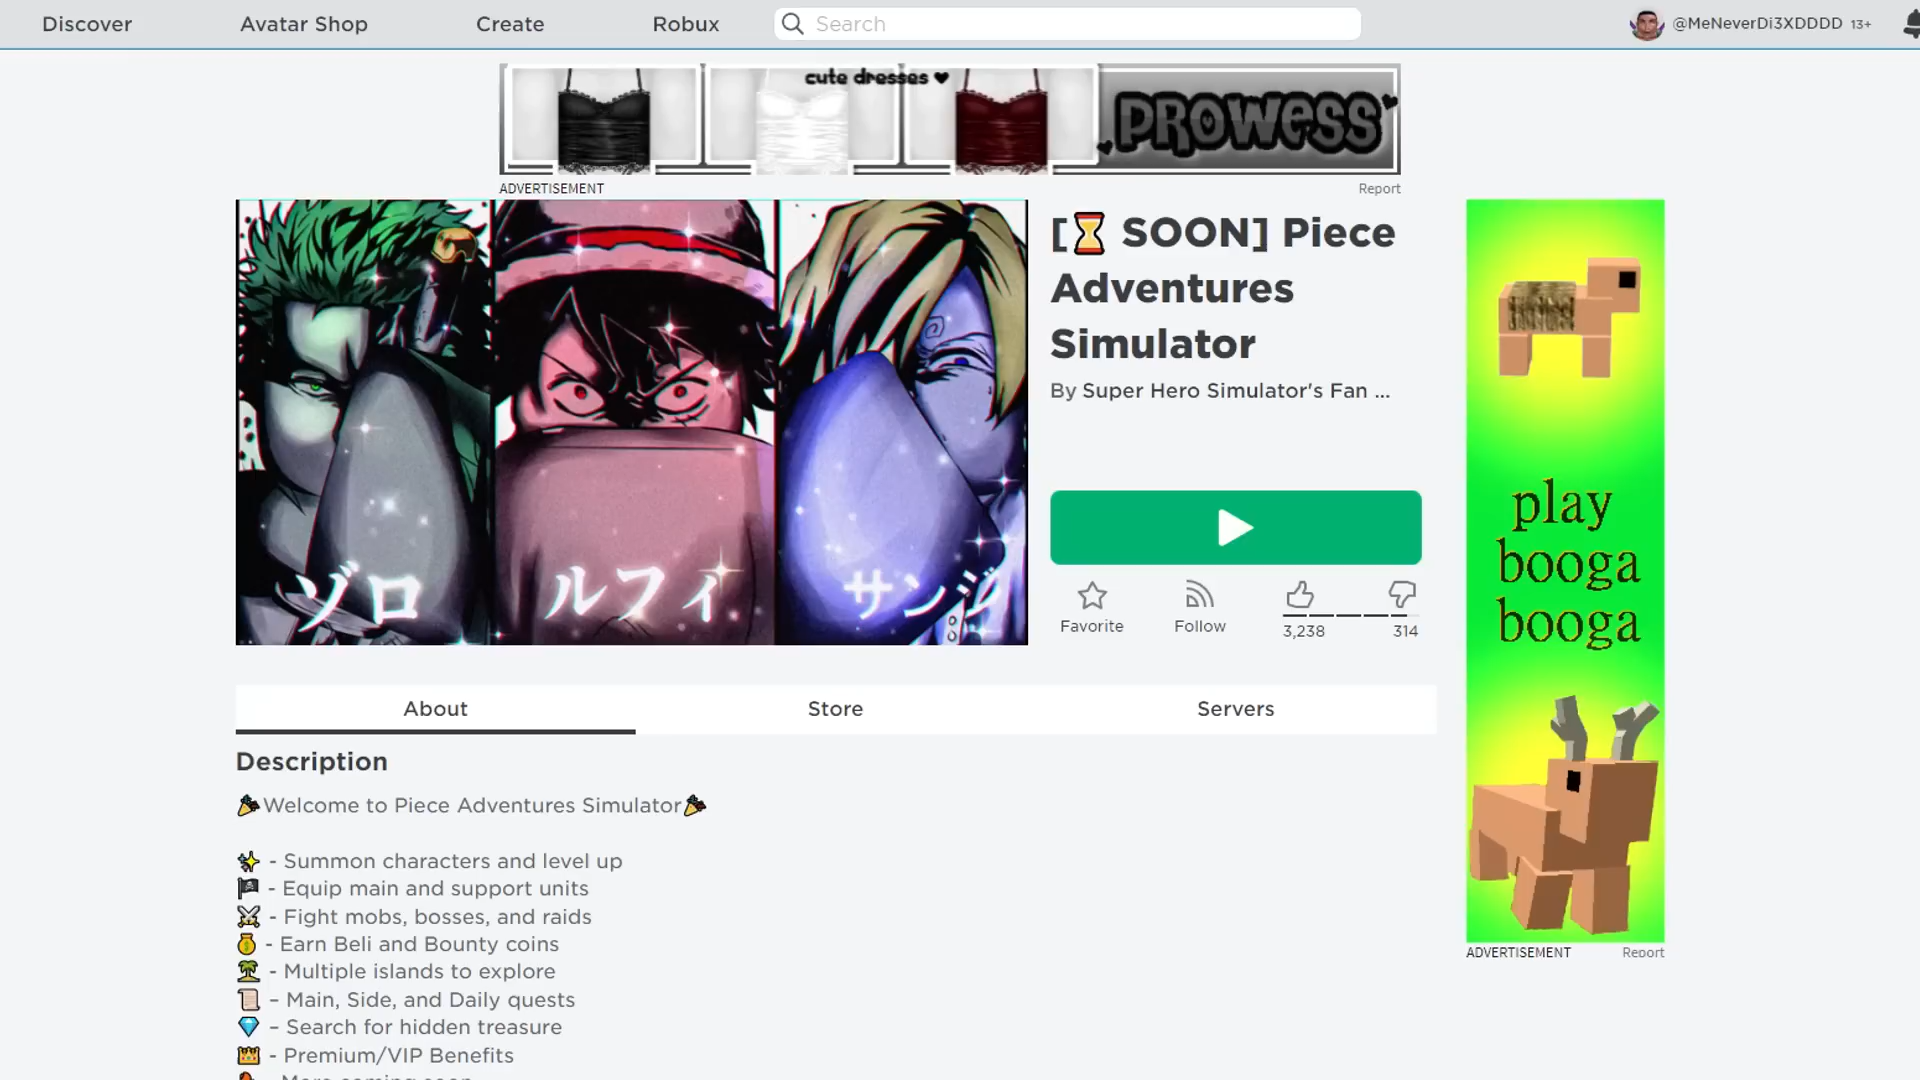 Discover
Avatar Shop
Create
Robux
Search
@MeNeverDi3XDDDD 13+
cute dresses
PROWESS
ADVERTISEMENT
Report
[⏳ SOON] Piece
Adventures
Simulator
By Super Hero Simulator's Fan ...
ゾロ
ルフィ
サンジ
Favorite
Follow
3,238
314
play
booga
booga
ADVERTISEMENT
Report
About
Store
Servers
Description
🎉Welcome to Piece Adventures Simulator🎉
✨ - Summon characters and level up
🏴‍☠️ - Equip main and support units
⚔️ - Fight mobs, bosses, and raids
💰 - Earn Beli and Bounty coins
🏝️ - Multiple islands to explore
📜 – Main, Side, and Daily quests
💎 – Search for hidden treasure
👑 - Premium/VIP Benefits
- More coming soon